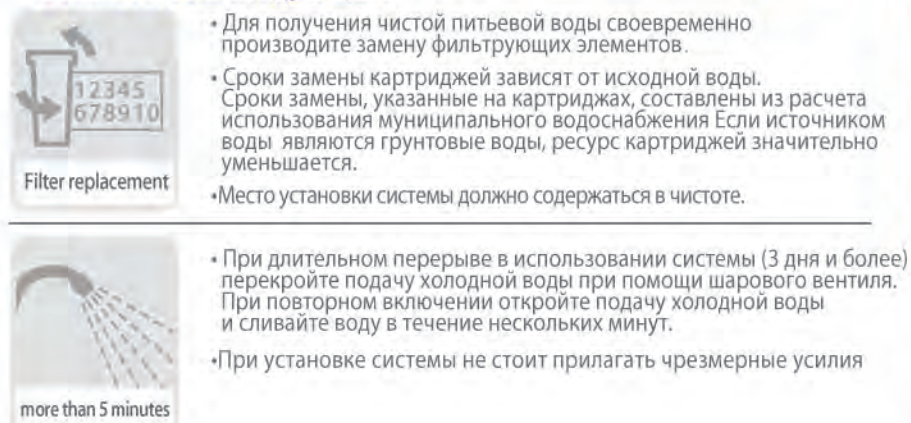 • Для получения чистой питьевой воды своевременно
производите замену фильтрующих элементов.
• Сроки замены картриджей зависят от исходной воды.
Сроки замены, указанные на картриджах, составлены из расчета
использования муниципального водоснабжения Если источником
воды являются грунтовые воды, ресурс картриджей значительно
уменьшается.
•Место установки системы должно содержаться в чистоте.
12345
678910
Filter replacement
• При длительном перерыве в использовании системы (3 дня и более)
перекройте подачу холодной воды при помощи шарового вентиля.
При повторном включении откройте подачу холодной воды
и сливайте воду в течение нескольких минут.
•При установке системы не стоит прилагать чрезмерные усилия
more than 5 minutes